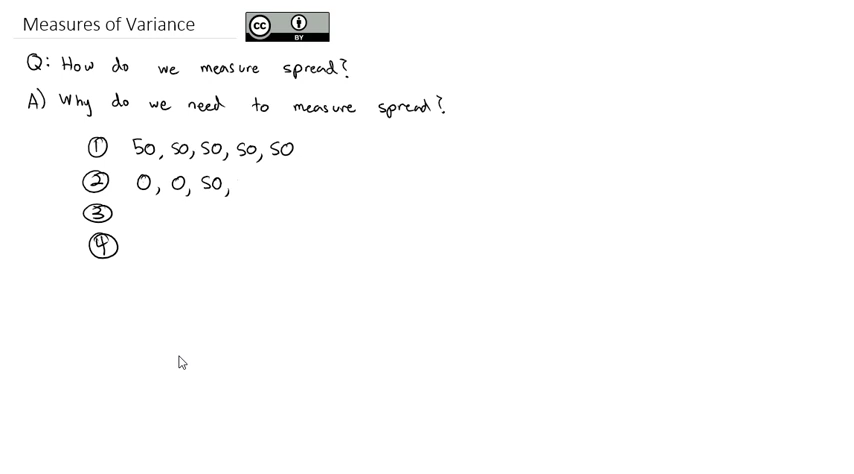 Measures of Variance
cc BY
Q: How do we measure spread?
A) Why do we need to measure spread?
① 50, 50, 50, 50, 50
② 0, 0, 50,
③
④